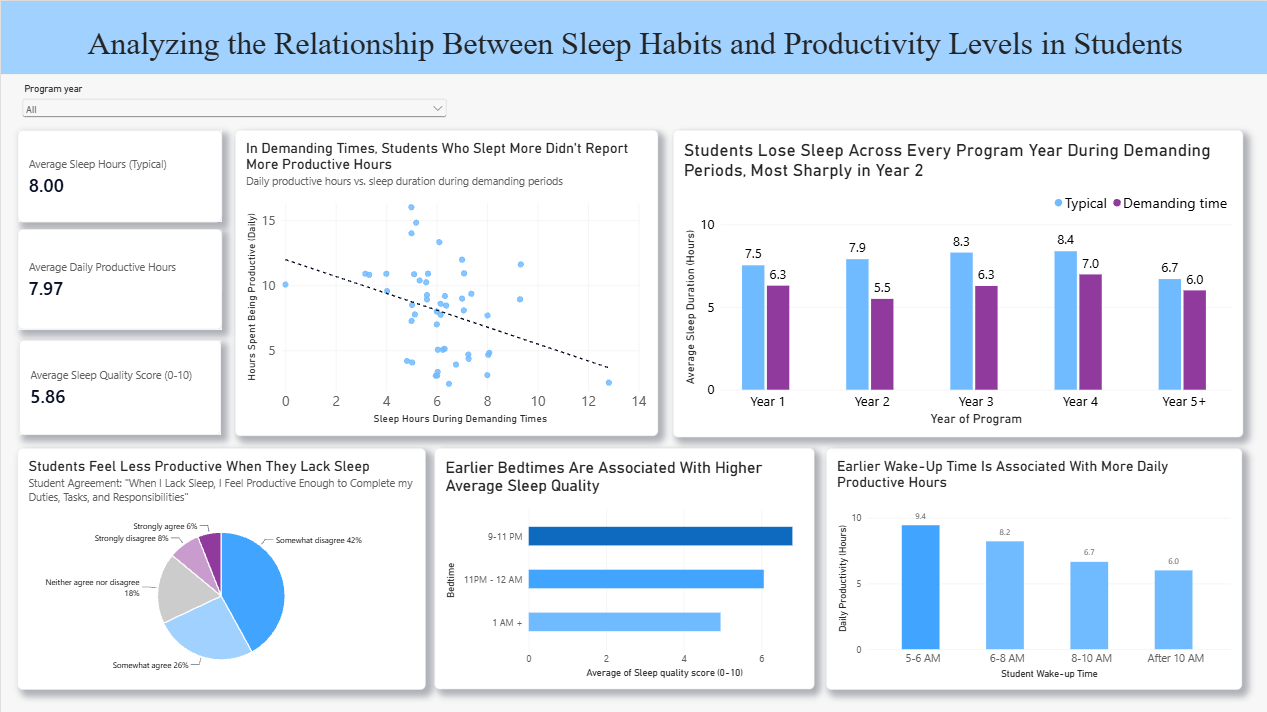 Analyzing the Relationship Between Sleep Habits and Productivity Levels in Students
Program year
All
Average Sleep Hours (Typical)
8.00
Average Daily Productive Hours
7.97
Average Sleep Quality Score (0-10)
5.86
In Demanding Times, Students Who Slept More Didn't Report
More Productive Hours
Daily productive hours vs. sleep duration during demanding periods
Hours Spent Being Productive (Daily)
15
10
5
0 2 4 6 8 10 12 14
Sleep Hours During Demanding Times
Students Lose Sleep Across Every Program Year During Demanding
Periods, Most Sharply in Year 2
Typical Demanding time
Average Sleep Duration (Hours)
10
5
0
7.5 6.3 7.9 5.5 8.3 6.3 8.4 7.0 6.7 6.0
Year 1 Year 2 Year 3 Year 4 Year 5+
Year of Program
Students Feel Less Productive When They Lack Sleep
Student Agreement: "When I Lack Sleep, I Feel Productive Enough to Complete my
Duties, Tasks, and Responsibilities"
Strongly agree 6%
Strongly disagree 8%
Somewhat disagree 42%
Neither agree nor disagree
18%
Somewhat agree 26%
Earlier Bedtimes Are Associated With Higher
Average Sleep Quality
Bedtime
9-11 PM
11PM - 12 AM
1 AM +
0 2 4 6
Average of Sleep quality score (0-10)
Earlier Wake-Up Time Is Associated With More Daily
Productive Hours
Daily Productivity (Hours)
10
5
0
9.4 8.2 6.7 6.0
5-6 AM 6-8 AM 8-10 AM After 10 AM
Student Wake-up Time